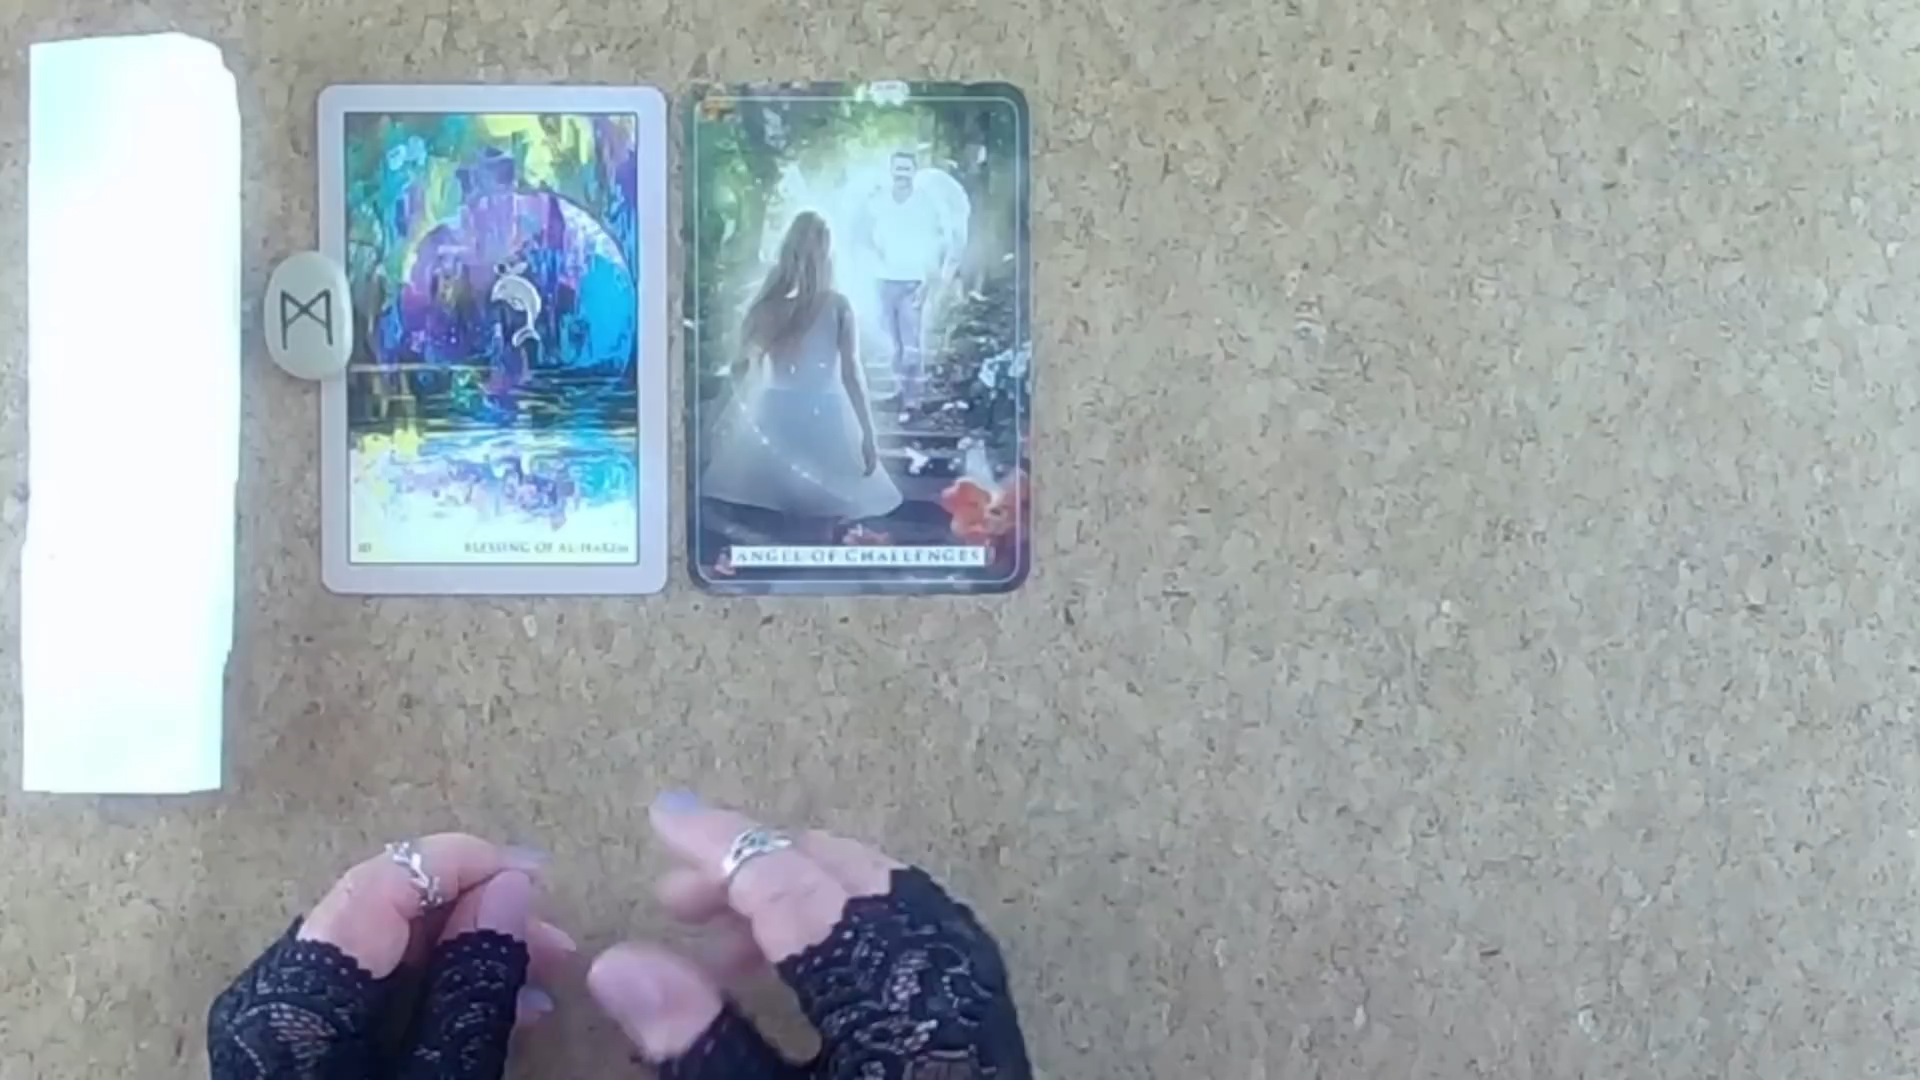 ᛗ
BLESSING OF AL-HAKIM
ANGEL OF CHALLENGES